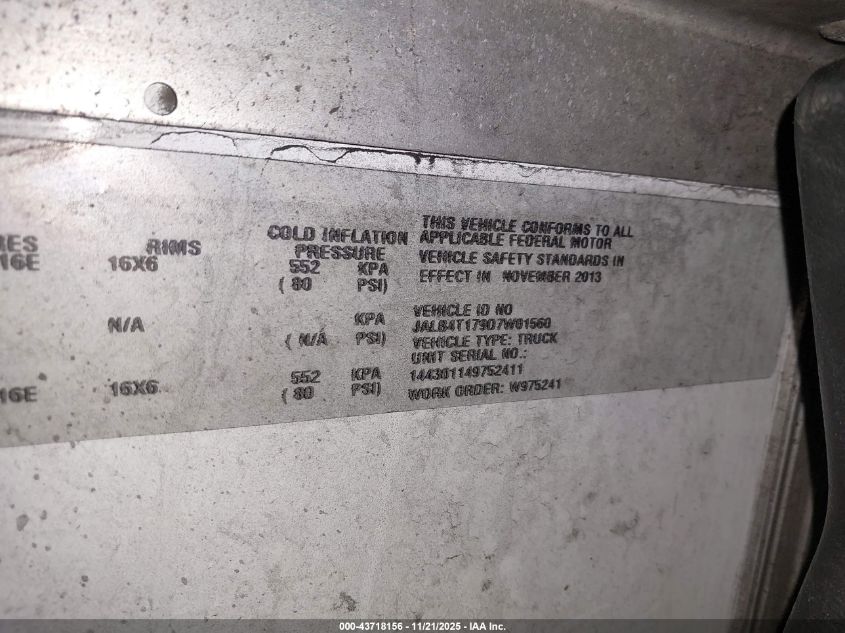 RES RIMS COLD INFLATION PRESSURE
16E 16X6 552 KPA
(80 PSI)
N/A KPA
(N/A PSI)
16E 16X6 552 KPA
(80 PSI)
THIS VEHICLE CONFORMS TO ALL
APPLICABLE FEDERAL MOTOR
VEHICLE SAFETY STANDARDS IN
EFFECT IN NOVEMBER 2013
VEHICLE ID NO
JALB4T179D7W01560
VEHICLE TYPE: TRUCK
UNIT SERIAL NO.:
144301149752411
WORK ORDER: W975241
000-43718156 - 11/21/2025 - IAA Inc.